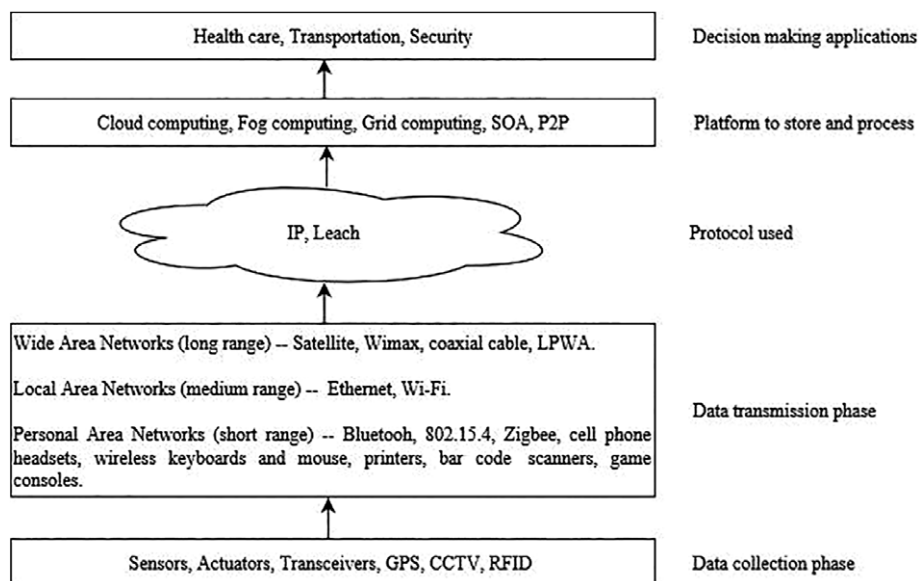 Health care, Transportation, Security
Decision making applications
Cloud computing, Fog computing, Grid computing, SOA, P2P
Platform to store and process
IP, Leach
Protocol used
Wide Area Networks (long range) -- Satellite, Wimax, coaxial cable, LPWA.
Local Area Networks (medium range) -- Ethernet, Wi-Fi.
Personal Area Networks (short range) -- Bluetooh, 802.15.4, Zigbee, cell phone
headsets, wireless keyboards and mouse, printers, bar code scanners, game
consoles.
Data transmission phase
Sensors, Actuators, Transceivers, GPS, CCTV, RFID
Data collection phase